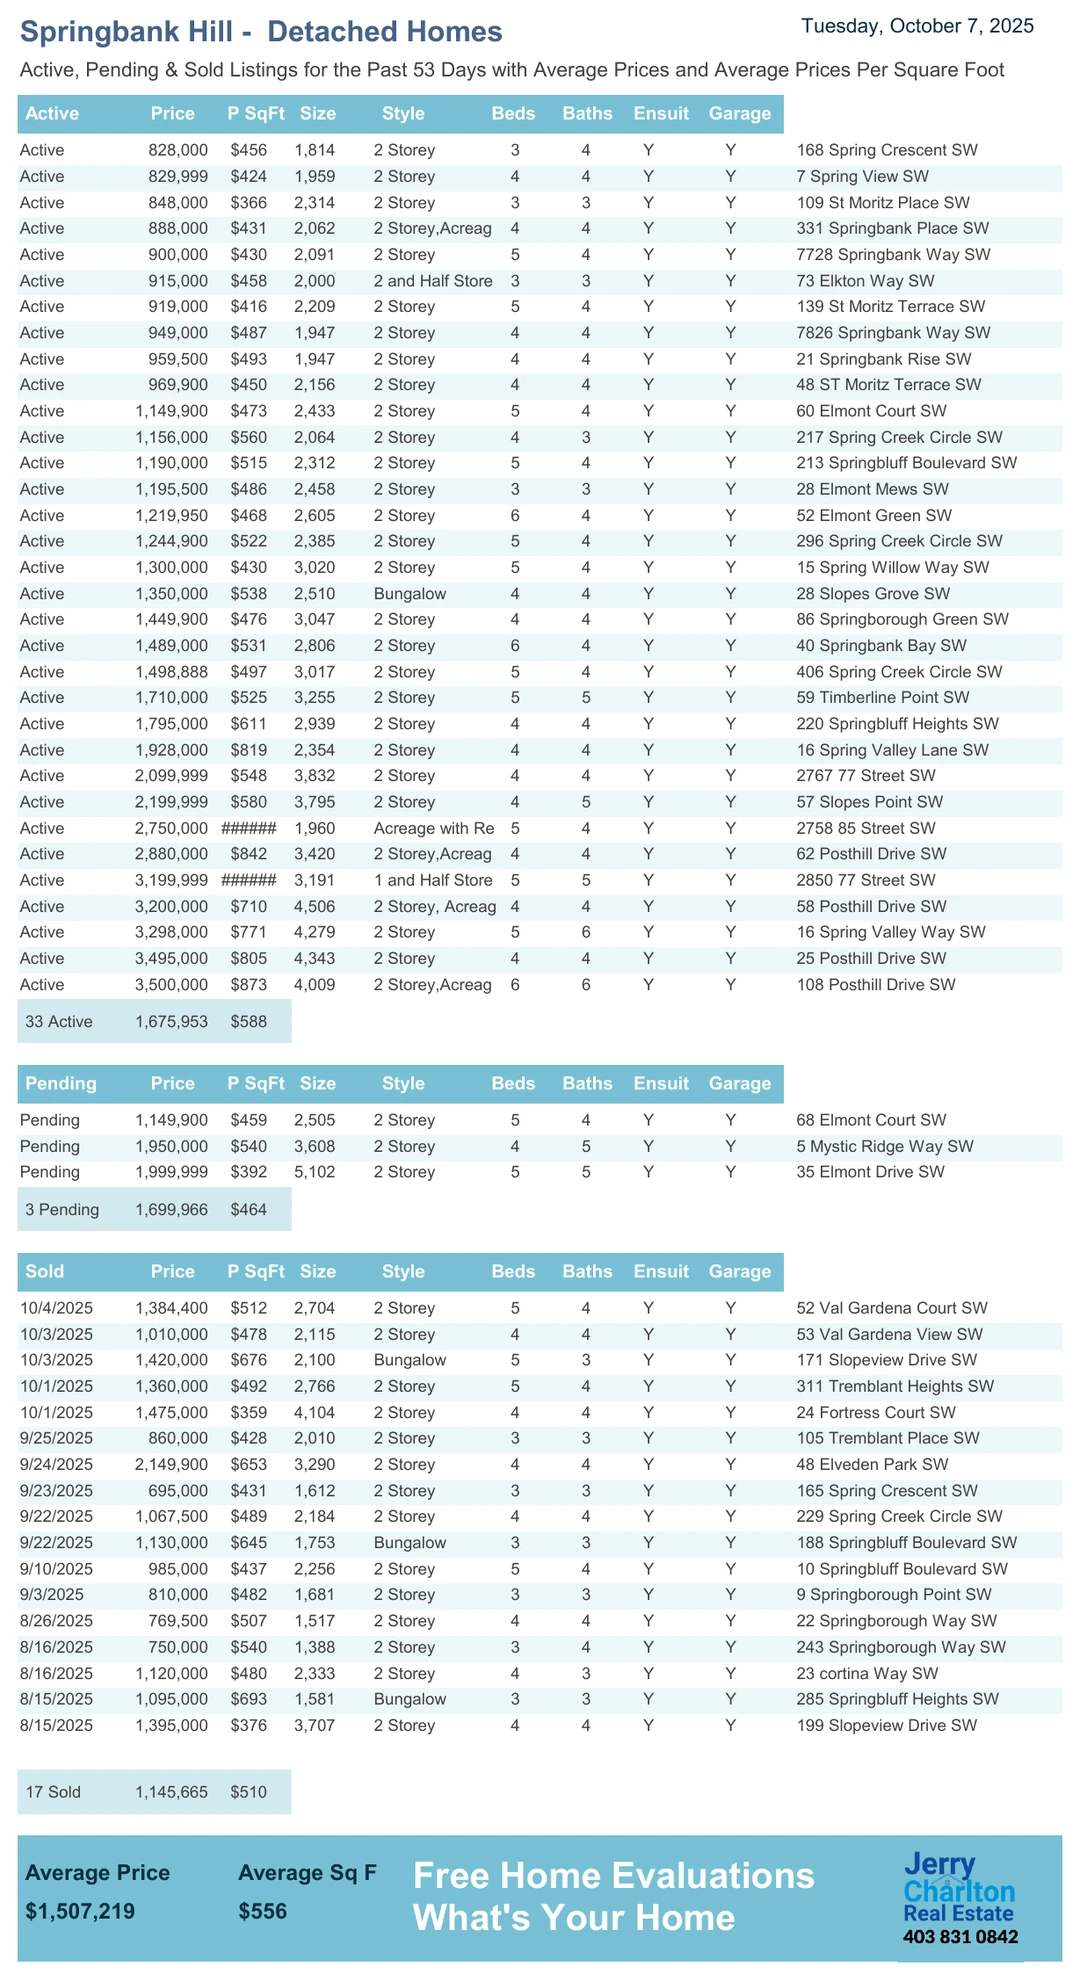 Springbank Hill - Detached Homes
Tuesday, October 7, 2025
Active, Pending & Sold Listings for the Past 53 Days with Average Prices and Average Prices Per Square Foot
Active Price P SqFt Size Style Beds Baths Ensuit Garage
Active 828,000 $456 1,814 2 Storey 3 4 Y Y 168 Spring Crescent SW
Active 829,999 $424 1,959 2 Storey 4 4 Y Y 7 Spring View SW
Active 848,000 $366 2,314 2 Storey 3 3 Y Y 109 St Moritz Place SW
Active 888,000 $431 2,062 2 Storey,Acreag 4 4 Y Y 331 Springbank Place SW
Active 900,000 $430 2,091 2 Storey 5 4 Y Y 7728 Springbank Way SW
Active 915,000 $458 2,000 2 and Half Store 3 3 Y Y 73 Elkton Way SW
Active 919,000 $416 2,209 2 Storey 5 4 Y Y 139 St Moritz Terrace SW
Active 949,000 $487 1,947 2 Storey 4 4 Y Y 7826 Springbank Way SW
Active 959,500 $493 1,947 2 Storey 4 4 Y Y 21 Springbank Rise SW
Active 969,900 $450 2,156 2 Storey 4 4 Y Y 48 ST Moritz Terrace SW
Active 1,149,900 $473 2,433 2 Storey 5 4 Y Y 60 Elmont Court SW
Active 1,156,000 $560 2,064 2 Storey 4 3 Y Y 217 Spring Creek Circle SW
Active 1,190,000 $515 2,312 2 Storey 5 4 Y Y 213 Springbluff Boulevard SW
Active 1,195,500 $486 2,458 2 Storey 3 3 Y Y 28 Elmont Mews SW
Active 1,219,950 $468 2,605 2 Storey 6 4 Y Y 52 Elmont Green SW
Active 1,244,900 $522 2,385 2 Storey 5 4 Y Y 296 Spring Creek Circle SW
Active 1,300,000 $430 3,020 2 Storey 5 4 Y Y 15 Spring Willow Way SW
Active 1,350,000 $538 2,510 Bungalow 4 4 Y Y 28 Slopes Grove SW
Active 1,449,900 $476 3,047 2 Storey 4 4 Y Y 86 Springborough Green SW
Active 1,489,000 $531 2,806 2 Storey 6 4 Y Y 40 Springbank Bay SW
Active 1,498,888 $497 3,017 2 Storey 5 4 Y Y 406 Spring Creek Circle SW
Active 1,710,000 $525 3,255 2 Storey 5 5 Y Y 59 Timberline Point SW
Active 1,795,000 $611 2,939 2 Storey 4 4 Y Y 220 Springbluff Heights SW
Active 1,928,000 $819 2,354 2 Storey 4 4 Y Y 16 Spring Valley Lane SW
Active 2,099,999 $548 3,832 2 Storey 4 4 Y Y 2767 77 Street SW
Active 2,199,999 $580 3,795 2 Storey 4 5 Y Y 57 Slopes Point SW
Active 2,750,000 ###### 1,960 Acreage with Re 5 4 Y Y 2758 85 Street SW
Active 2,880,000 $842 3,420 2 Storey,Acreag 4 4 Y Y 62 Posthill Drive SW
Active 3,199,999 ###### 3,191 1 and Half Store 5 5 Y Y 2850 77 Street SW
Active 3,200,000 $710 4,506 2 Storey, Acreag 4 4 Y Y 58 Posthill Drive SW
Active 3,298,000 $771 4,279 2 Storey 5 6 Y Y 16 Spring Valley Way SW
Active 3,495,000 $805 4,343 2 Storey 4 4 Y Y 25 Posthill Drive SW
Active 3,500,000 $873 4,009 2 Storey,Acreag 6 6 Y Y 108 Posthill Drive SW
33 Active 1,675,953 $588
Pending Price P SqFt Size Style Beds Baths Ensuit Garage
Pending 1,149,900 $459 2,505 2 Storey 5 4 Y Y 68 Elmont Court SW
Pending 1,950,000 $540 3,608 2 Storey 4 5 Y Y 5 Mystic Ridge Way SW
Pending 1,999,999 $392 5,102 2 Storey 5 5 Y Y 35 Elmont Drive SW
3 Pending 1,699,966 $464
Sold Price P SqFt Size Style Beds Baths Ensuit Garage
10/4/2025 1,384,400 $512 2,704 2 Storey 5 4 Y Y 52 Val Gardena Court SW
10/3/2025 1,010,000 $478 2,115 2 Storey 4 4 Y Y 53 Val Gardena View SW
10/3/2025 1,420,000 $676 2,100 Bungalow 5 3 Y Y 171 Slopeview Drive SW
10/1/2025 1,360,000 $492 2,766 2 Storey 5 4 Y Y 311 Tremblant Heights SW
10/1/2025 1,475,000 $359 4,104 2 Storey 4 4 Y Y 24 Fortress Court SW
9/25/2025 860,000 $428 2,010 2 Storey 3 3 Y Y 105 Tremblant Place SW
9/24/2025 2,149,900 $653 3,290 2 Storey 4 4 Y Y 48 Elveden Park SW
9/23/2025 695,000 $431 1,612 2 Storey 3 3 Y Y 165 Spring Crescent SW
9/22/2025 1,067,500 $489 2,184 2 Storey 4 4 Y Y 229 Spring Creek Circle SW
9/22/2025 1,130,000 $645 1,753 Bungalow 3 3 Y Y 188 Springbluff Boulevard SW
9/10/2025 985,000 $437 2,256 2 Storey 5 4 Y Y 10 Springbluff Boulevard SW
9/3/2025 810,000 $482 1,681 2 Storey 3 3 Y Y 9 Springborough Point SW
8/26/2025 769,500 $507 1,517 2 Storey 4 4 Y Y 22 Springborough Way SW
8/16/2025 750,000 $540 1,388 2 Storey 3 4 Y Y 243 Springborough Way SW
8/16/2025 1,120,000 $480 2,333 2 Storey 4 3 Y Y 23 cortina Way SW
8/15/2025 1,095,000 $693 1,581 Bungalow 3 3 Y Y 285 Springbluff Heights SW
8/15/2025 1,395,000 $376 3,707 2 Storey 4 4 Y Y 199 Slopeview Drive SW
17 Sold 1,145,665 $510
Average Price Average Sq F
$1,507,219 $556
Free Home Evaluations
What's Your Home
Jerry
Charlton
Real Estate
403 831 0842